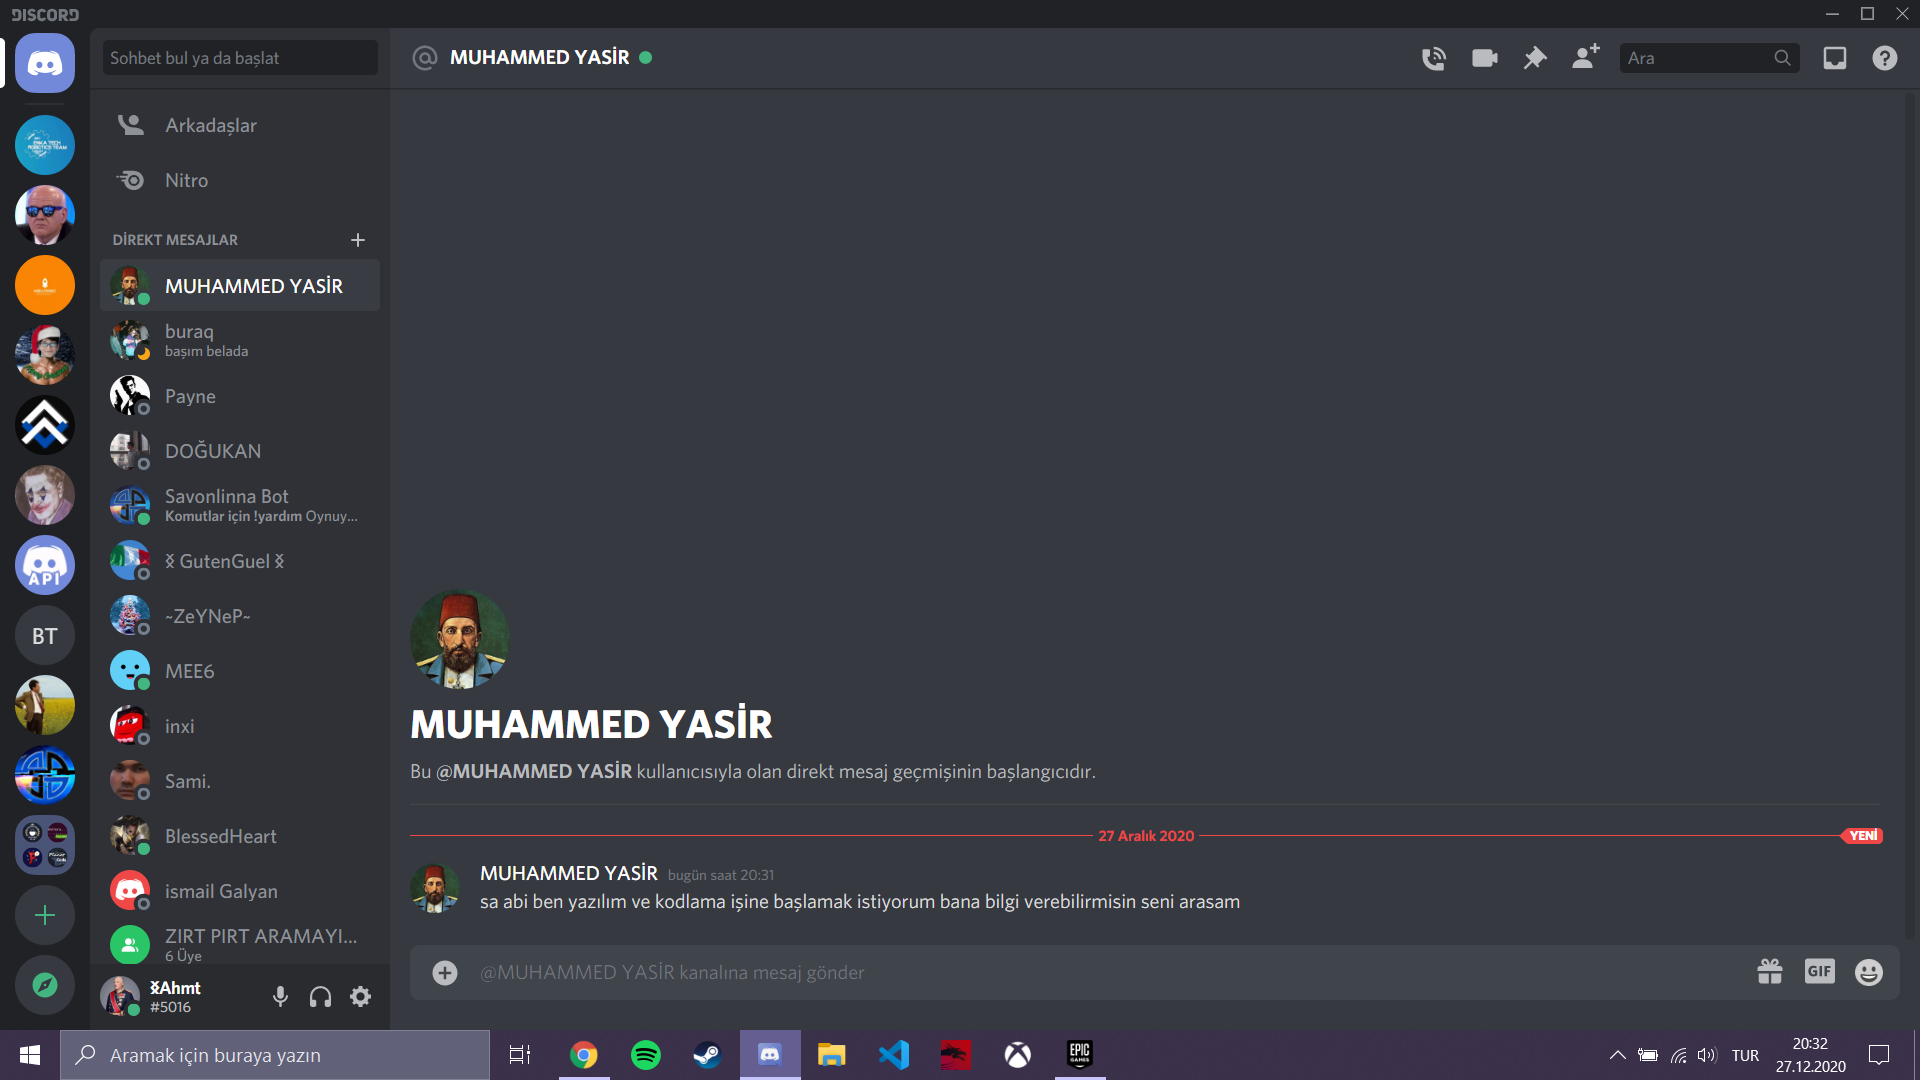 DISCORD
Sohbet bul ya da başlat
MUHAMMED YASİR
Ara
Arkadaşlar
Nitro
DİREKT MESAJLAR
MUHAMMED YASİR
buraq
başım belada
Payne
DOĞUKAN
Savonlinna Bot
Komutlar için !yardım Oynuy...
GutenGuel
~ZeYNeP~
MEE6
inxi
Sami.
BlessedHeart
ismail Galyan
ZIRT PIRT ARAMAYI...
6 Üye
Ahmt
#5016
API
BT
MUHAMMED YASİR
Bu @MUHAMMED YASİR kullanıcısıyla olan direkt mesaj geçmişinin başlangıcıdır.
27 Aralık 2020
YENİ
MUHAMMED YASİR bugün saat 20:31
sa abi ben yazılım ve kodlama işine başlamak istiyorum bana bilgi verebilirmisin seni arasam
@MUHAMMED YASİR kanalına mesaj gönder
GIF
Aramak için buraya yazın
EPIC
GAMES
TUR
20:32
27.12.2020